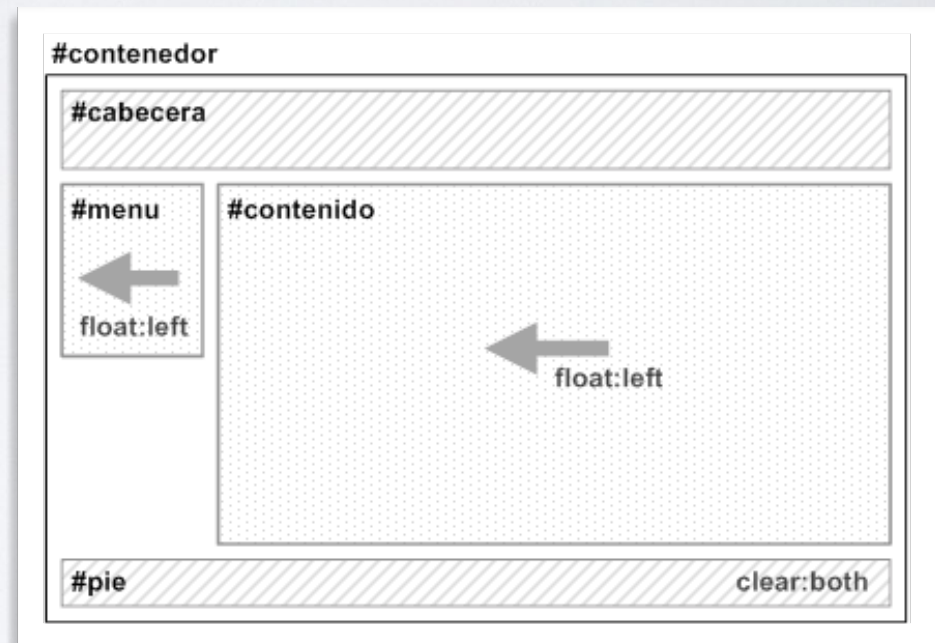 #contenedor
#cabecera
#menu
float:left
#contenido
float:left
#pie
clear:both